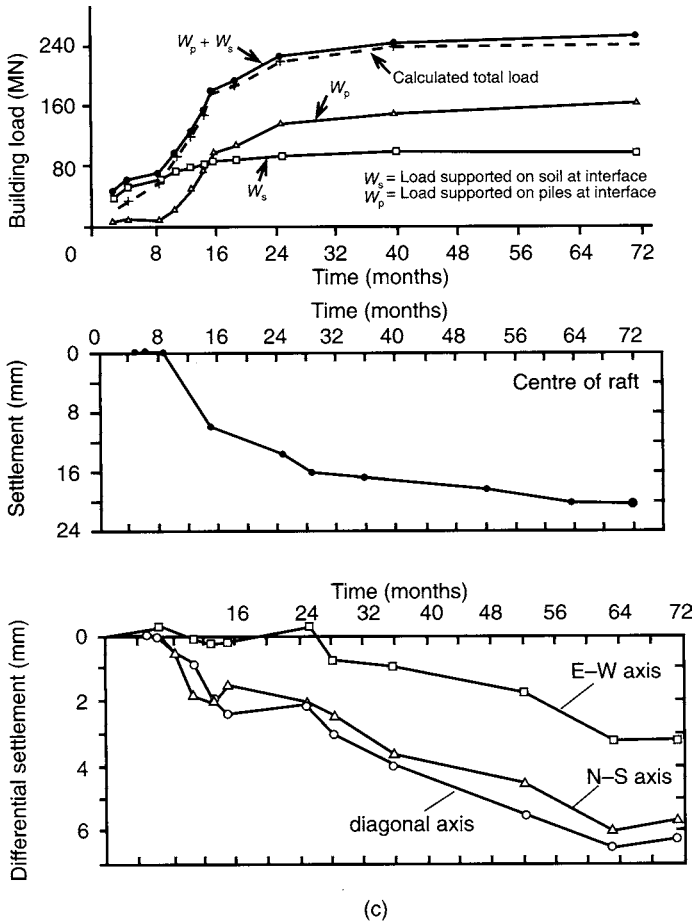 Building load (MN)
240
160
80
Wp + Ws
Calculated total load
Wp
Ws
Ws = Load supported on soil at interface
Wp = Load supported on piles at interface
0 8 16 24 32 40 48 56 64 72
Time (months)
Time (months)
0 8 16 24 32 40 48 56 64 72
Settlement (mm)
0
8
16
24
Centre of raft
Time (months)
16 24 32 40 48 56 64 72
Differential settlement (mm)
0
2
4
6
E–W axis
N–S axis
diagonal axis
(c)